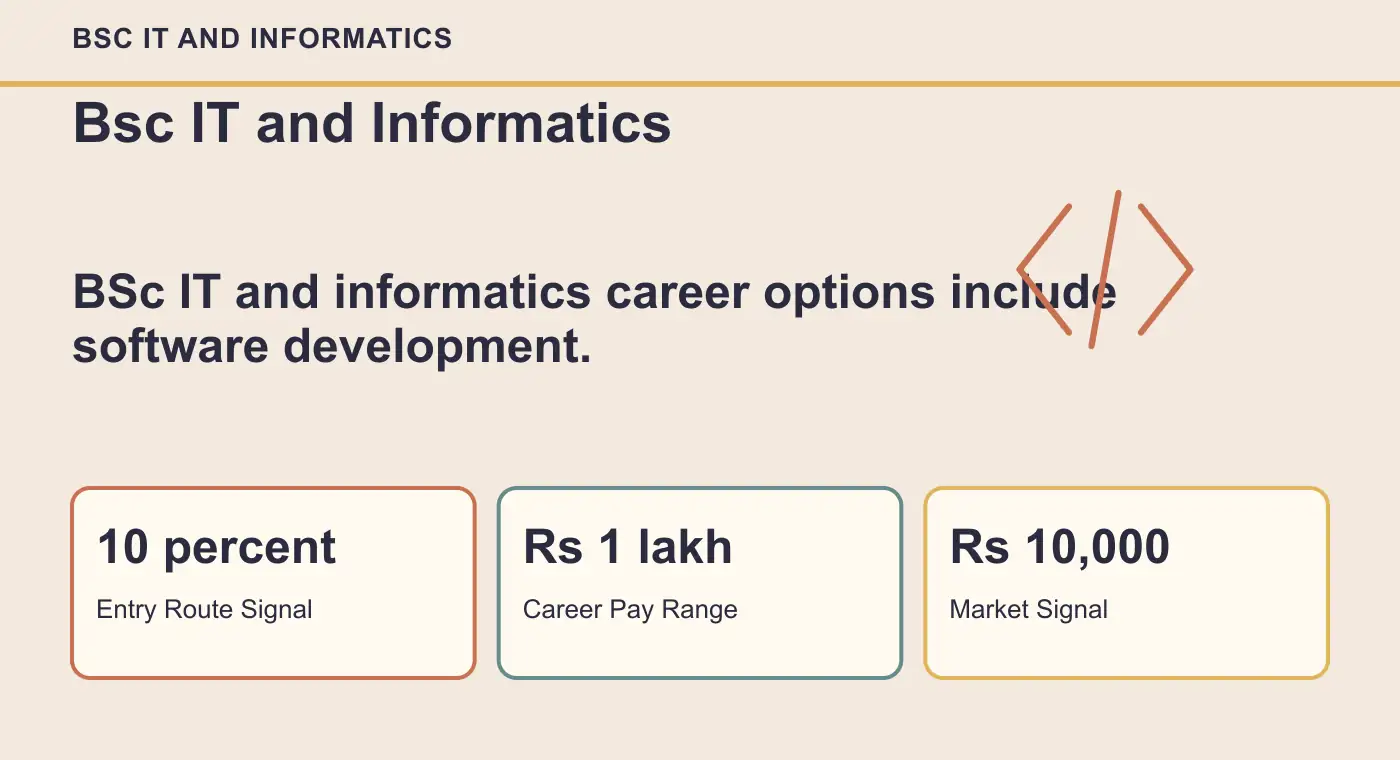 BSC IT AND INFORMATICS
Bsc IT and Informatics
BSc IT and informatics career options include
software development.
10 percent
Entry Route Signal
Rs 1 lakh
Career Pay Range
Rs 10,000
Market Signal